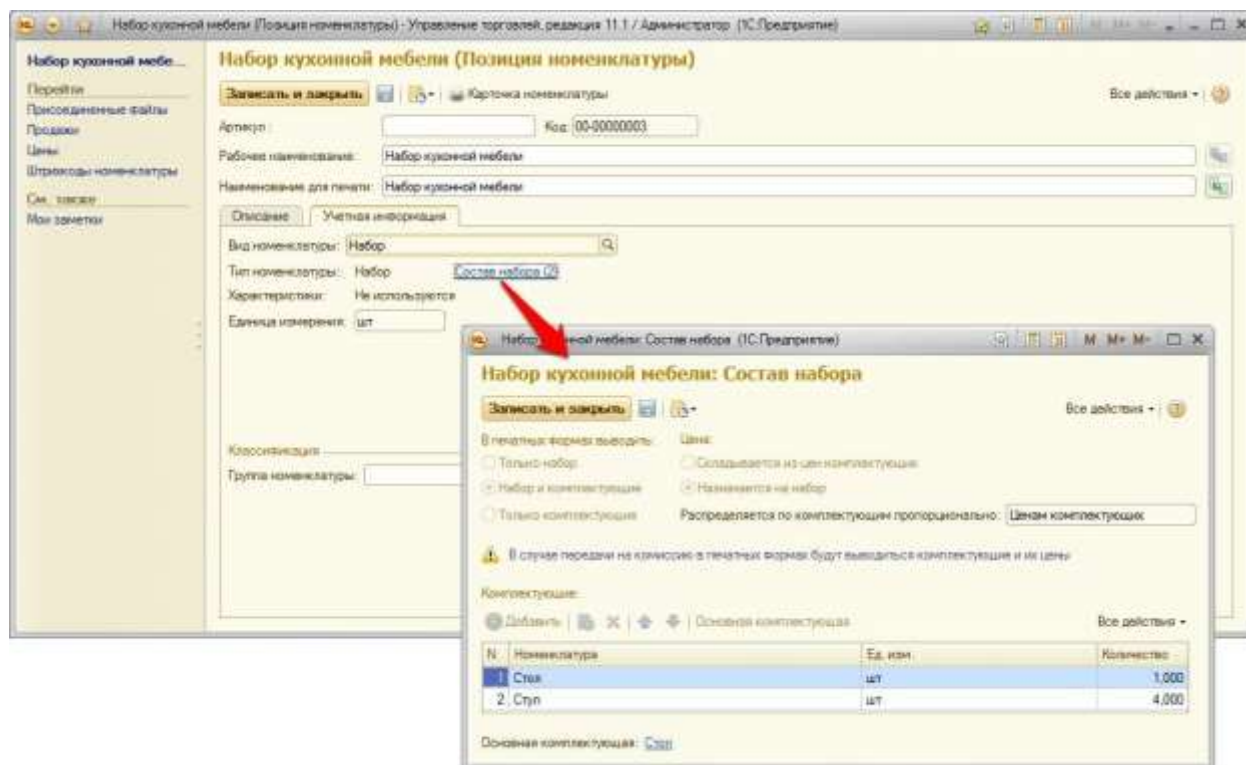 Набор кухонной мебели (Позиция номенклатуры) - Управление торговлей, редакция 11.1 / Администратор (1С:Предприятие)
Набор кухонной мебе...
Перейти
Присоединенные файлы
Продажи
Цены
Штрихкоды номенклатуры
См. также
Мои заметки
Набор кухонной мебели (Позиция номенклатуры)
Записать и закрыть Карточка номенклатуры Все действия
Артикул: Код: 00-00000003
Рабочее наименование: Набор кухонной мебели
Наименование для печати: Набор кухонной мебели
Описание Учетная информация
Вид номенклатуры: Набор
Тип номенклатуры: Набор Состав набора (2)
Характеристики: Не используются
Единица измерения: шт
Классификация
Группа номенклатуры:
Набор кухонной мебели: Состав набора (1С:Предприятие) M M+ M-
Набор кухонной мебели: Состав набора
Записать и закрыть Все действия
В печатных формах выводить: Цена:
Только набор Складывается из цен комплектующих
Набор и комплектующие Назначается на набор
Только комплектующие Распределяется по комплектующим пропорционально: Ценам комплектующих
В случае передачи на комиссию в печатных формах будут выводиться комплектующие и их цены
Комплектующие:
Добавить Основная комплектующая Все действия
N Номенклатура Ед. изм. Количество
1 Стол шт 1,000
2 Стул шт 4,000
Основная комплектующая: Стол